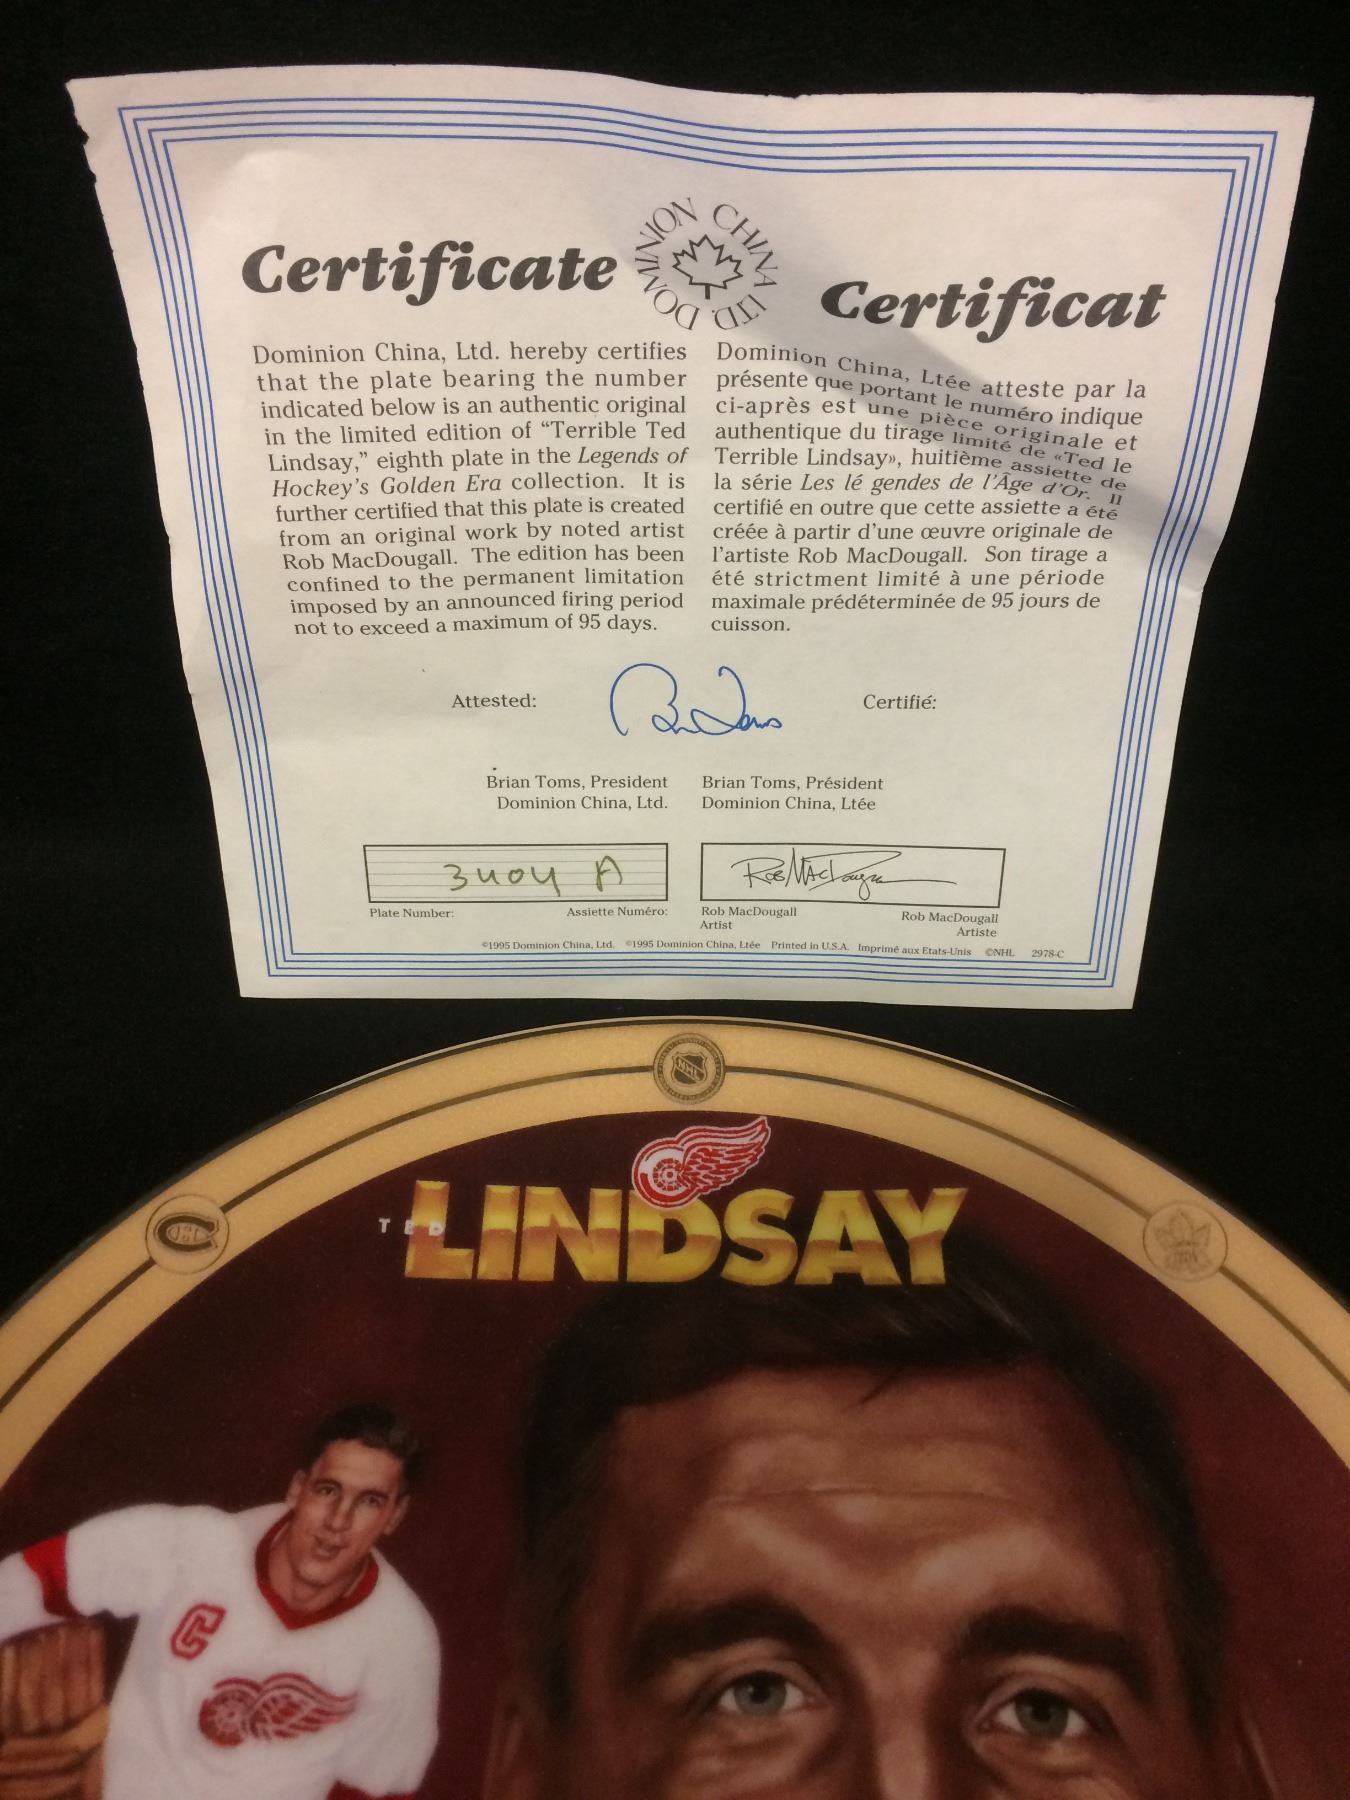 Certificate
DOMINION CHINA LTD.
Certificat
Dominion China, Ltd. hereby certifies
that the plate bearing the number
indicated below is an authentic original
in the limited edition of “Terrible Ted
Lindsay,” eighth plate in the Legends of
Hockey's Golden Era collection. It is
further certified that this plate is created
from an original work by noted artist
Rob MacDougall. The edition has been
confined to the permanent limitation
imposed by an announced firing period
not to exceed a maximum of 95 days.
Dominion China, Ltée atteste par la
présente que portant le numéro indique
ci-après est une pièce originale et
authentique du tirage limité de «Ted le
Terrible Lindsay», huitième assiette de
la série Les lé gendes de l'Âge d'Or. Il
certifié en outre que cette assiette a été
créée à partir d'une œuvre originale de
l'artiste Rob MacDougall. Son tirage a
été strictment limité à une période
maximale prédéterminée de 95 jours de
cuisson.
Attested:
Brian Toms
Certifié:
Brian Toms, President
Dominion China, Ltd.
Brian Toms, Président
Dominion China, Ltée
3404 A
Rob MacDougall
Plate Number:
Assiette Numéro:
Rob MacDougall
Artist
Rob MacDougall
Artiste
©1995 Dominion China, Ltd. ©1995 Dominion China, Ltée Printed in U.S.A. Imprimé aux Etats-Unis ©NHL 2978-C
NHL
TED LINDSAY
C